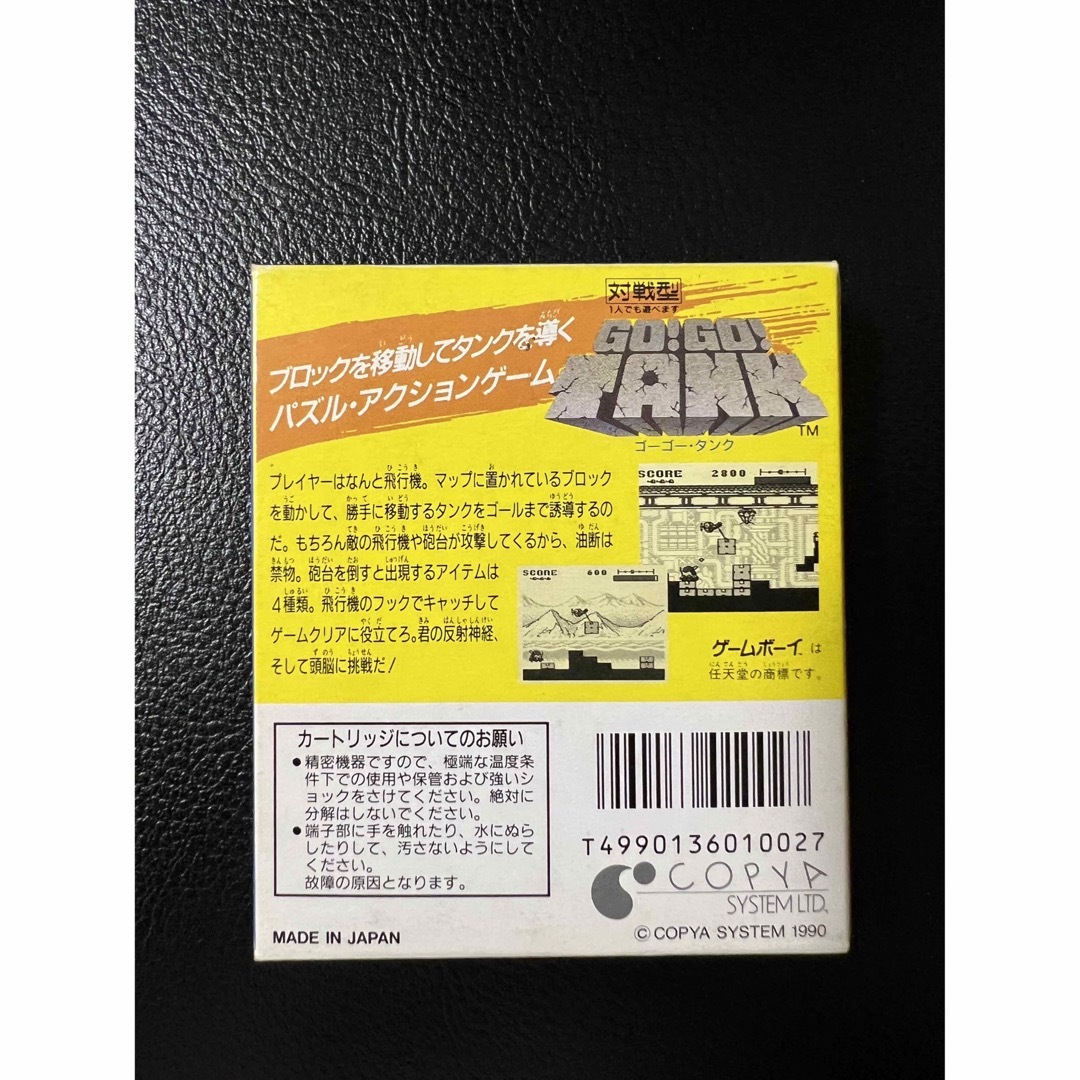 ブロックを移動してタンクを導く
パズル・アクションゲーム
対戦型
1人でも遊べます
GO!GO!
TANK
TM
ゴーゴー・タンク
プレイヤーはなんと飛行機。マップに置かれているブロック
を動かして、勝手に移動するタンクをゴールまで誘導するの
だ。もちろん敵の飛行機や砲台が攻撃してくるから、油断は
禁物。砲台を倒すと出現するアイテムは
4種類。飛行機のフックでキャッチして
ゲームクリアに役立てろ。君の反射神経、
そして頭脳に挑戦だ!
SCORE 2800
SCORE 600
ゲームボーイ は
任天堂の商標です。
カートリッジについてのお願い
●精密機器ですので、極端な温度条
件下での使用や保管および強いシ
ョックをさけてください。絶対に
分解はしないでください。
●端子部に手を触れたり、水にぬら
したりして、汚さないようにして
ください。
故障の原因となります。
MADE IN JAPAN
T4990136010027
COPYA
SYSTEM LTD.
© COPYA SYSTEM 1990